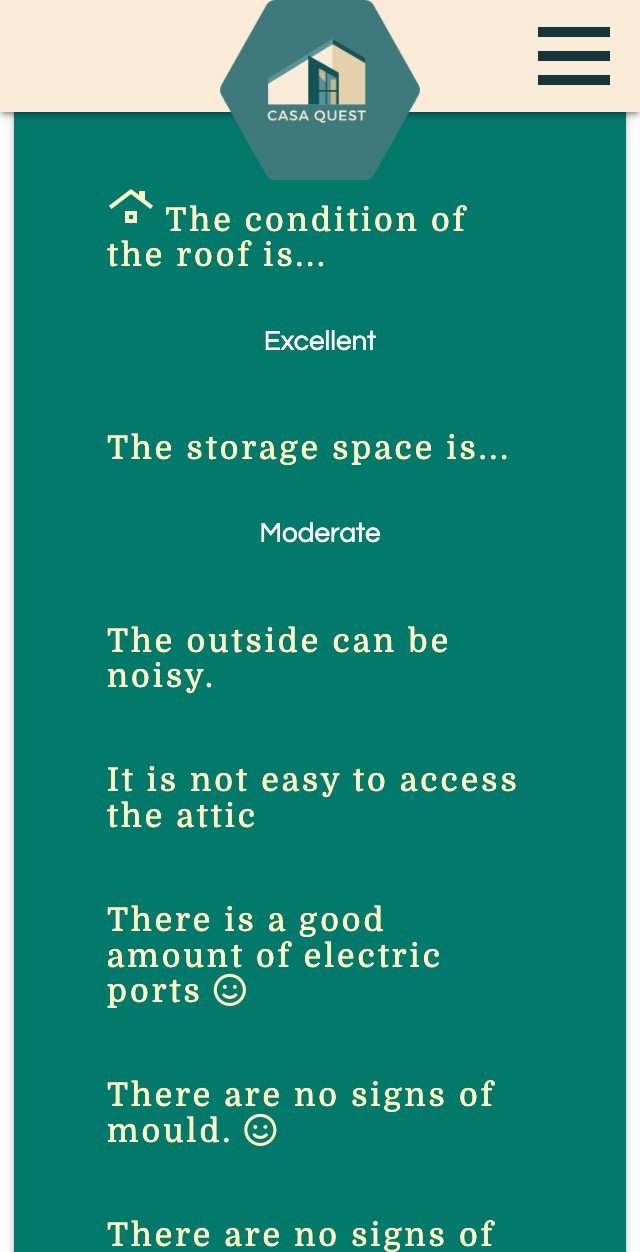 CASA QUEST
The condition of
the roof is...
Excellent
The storage space is...
Moderate
The outside can be
noisy.
It is not easy to access
the attic
There is a good
amount of electric
ports
There are no signs of
mould.
There are no signs of